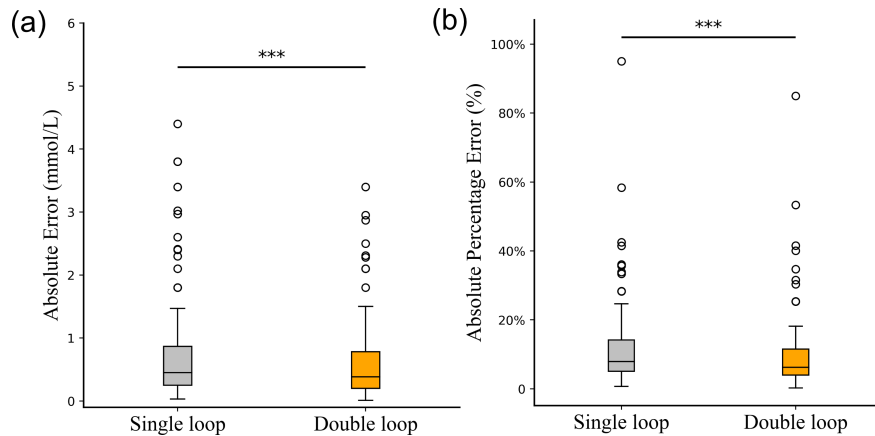 (a)
Absolute Error (mmol/L)
6
5
4
3
2
1
0
***
Single loop
Double loop
(b)
Absolute Percentage Error (%)
100%
80%
60%
40%
20%
0
***
Single loop
Double loop